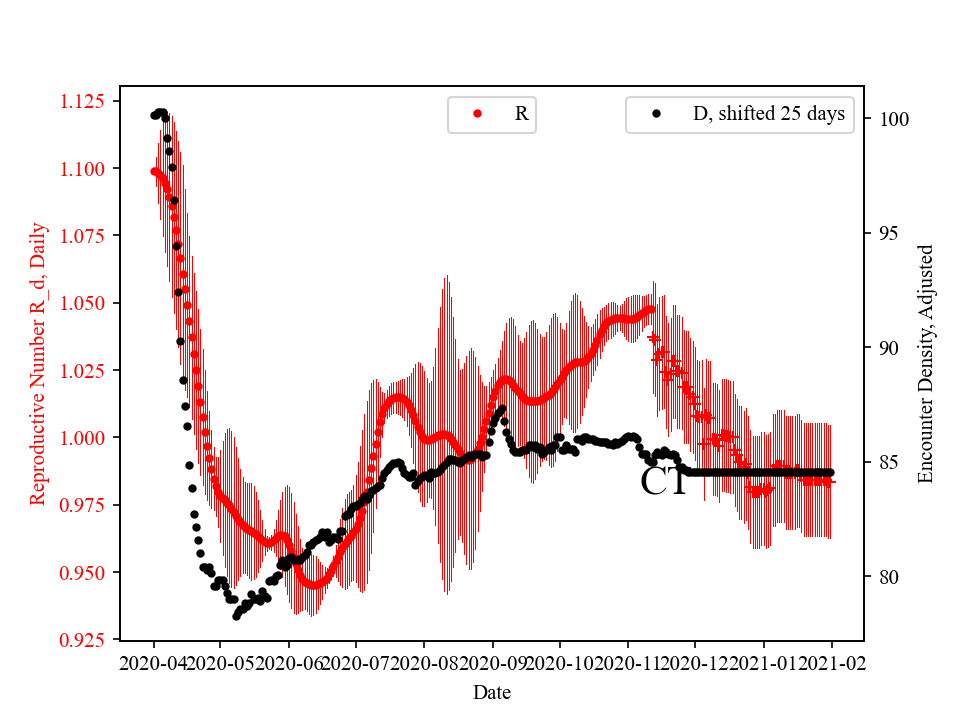 R
D, shifted 25 days
Reproductive Number R_d, Daily
1.125
1.100
1.075
1.050
1.025
1.000
0.975
0.950
0.925
100
95
90
85
80
Encounter Density, Adjusted
CT
2020-04 2020-05 2020-06 2020-07 2020-08 2020-09 2020-10 2020-11 2020-12 2021-01 2021-02
Date